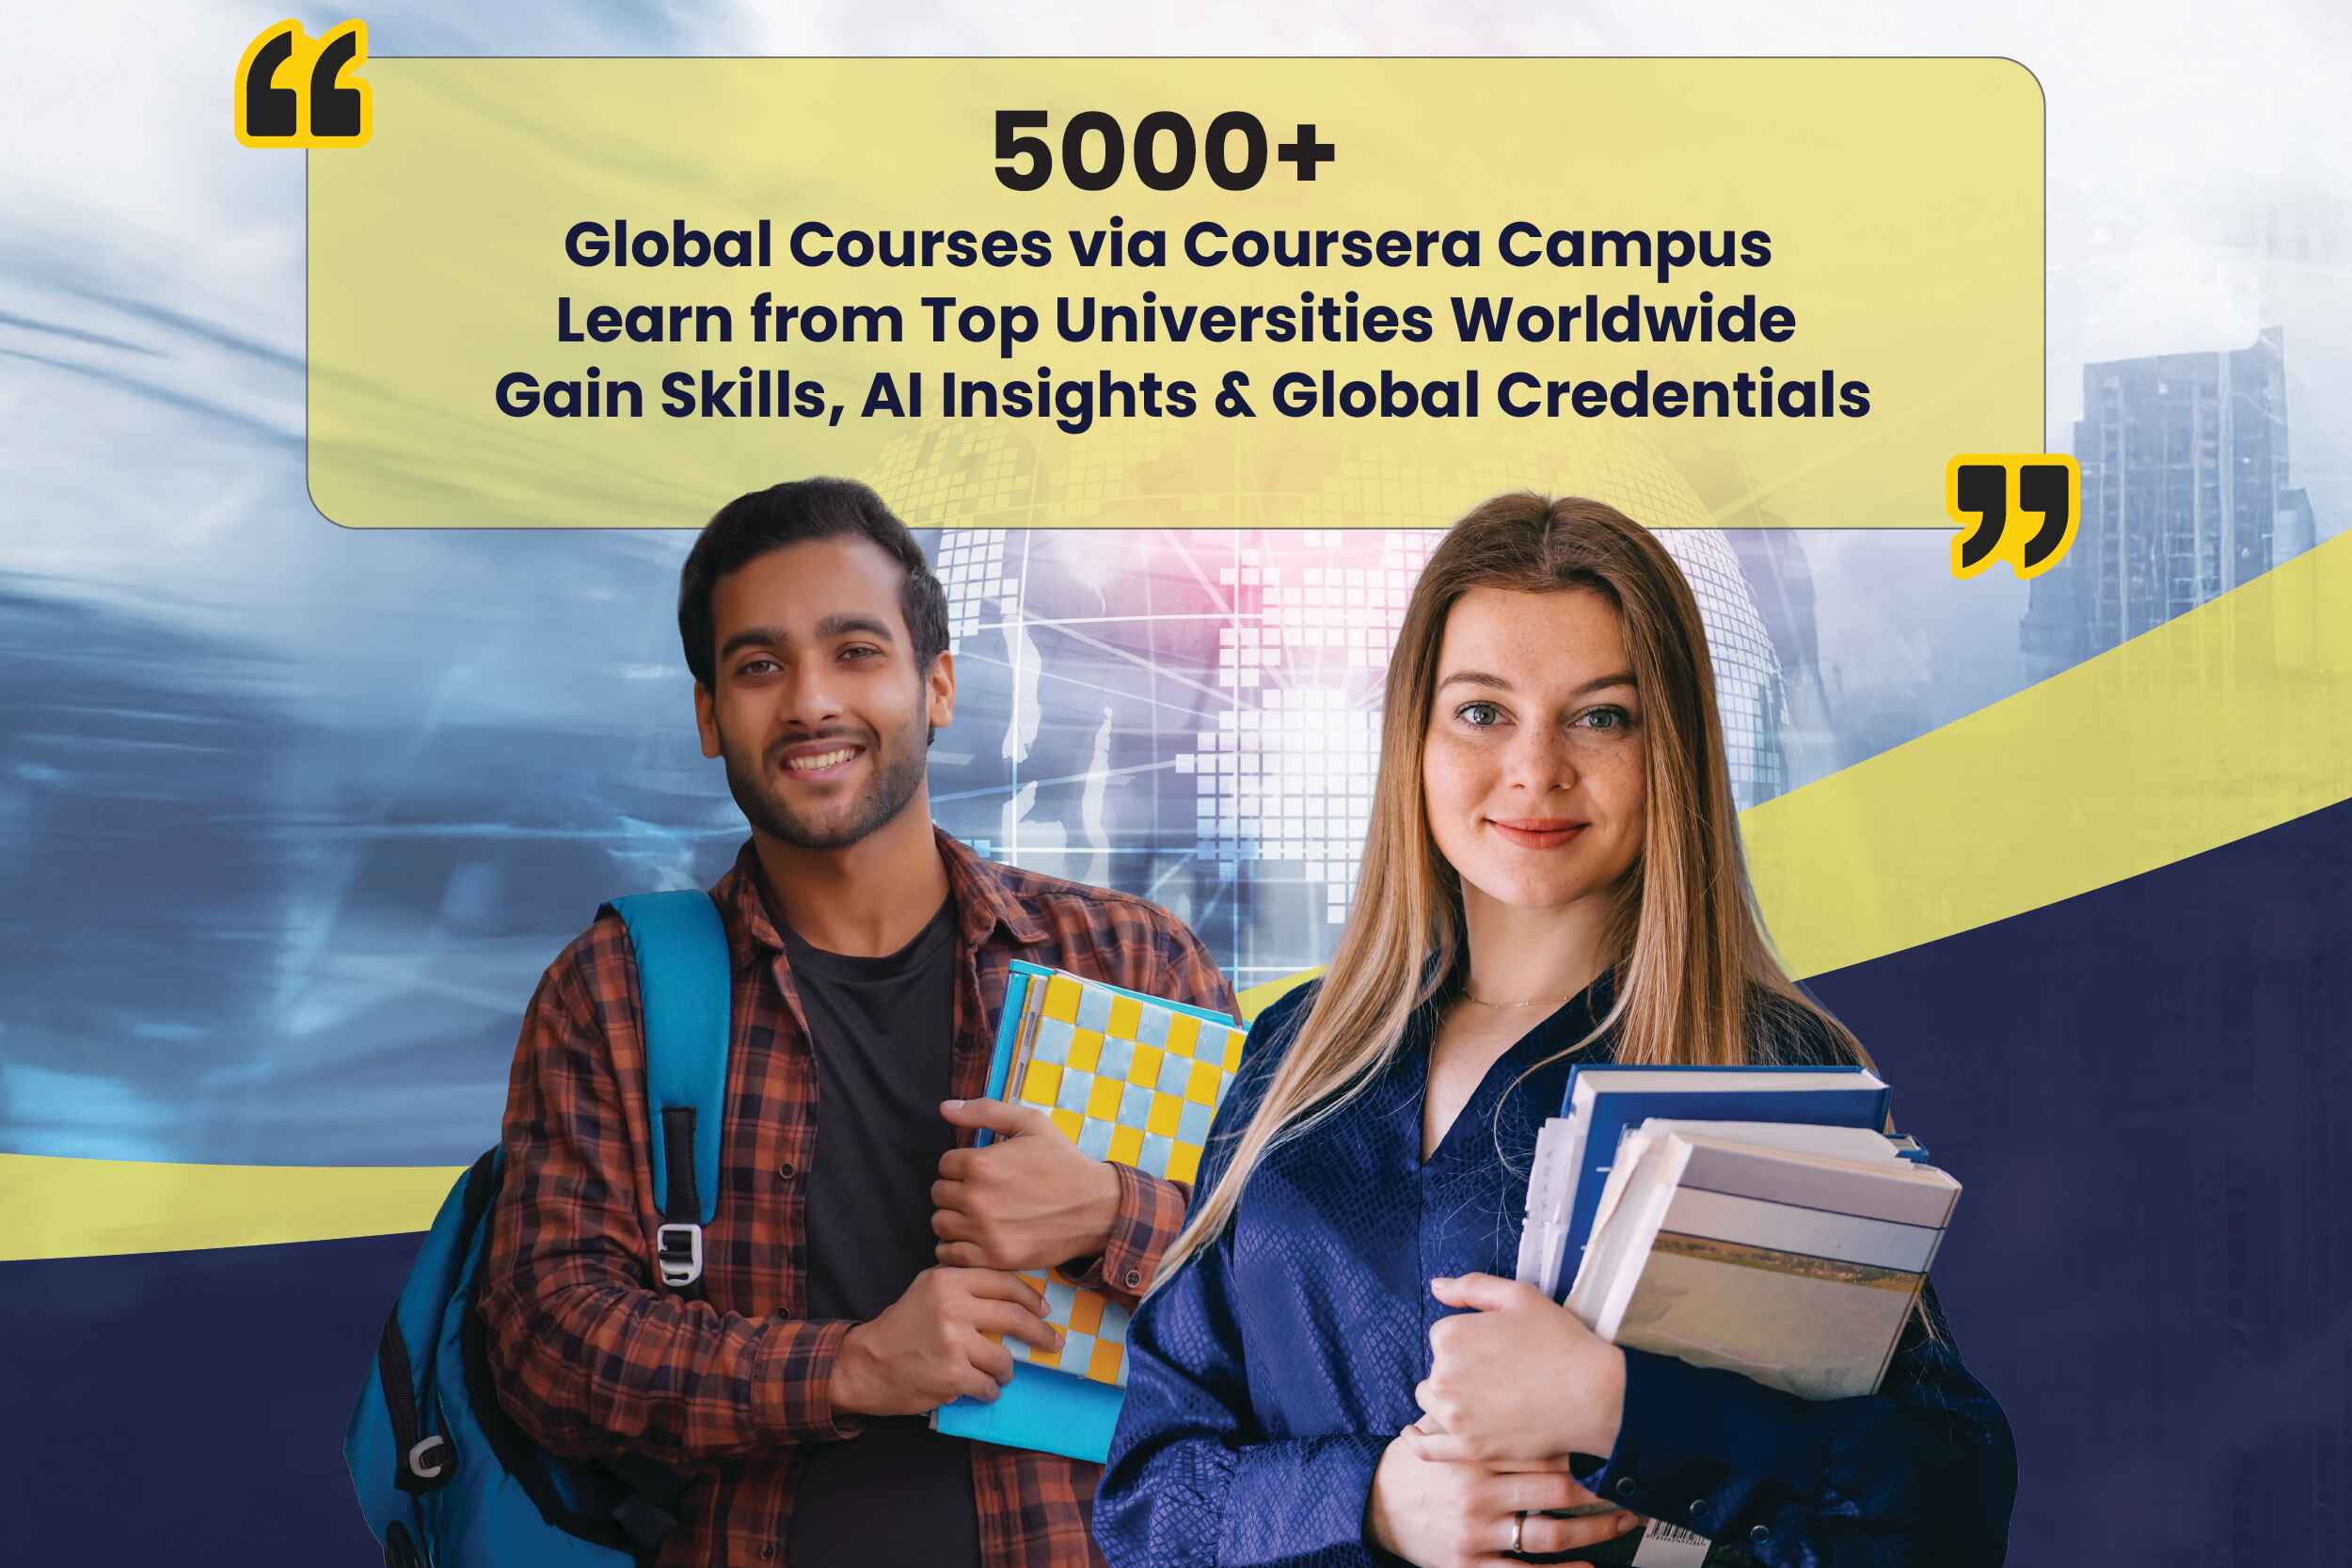 5000+
Global Courses via Coursera Campus
Learn from Top Universities Worldwide
Gain Skills, AI Insights & Global Credentials